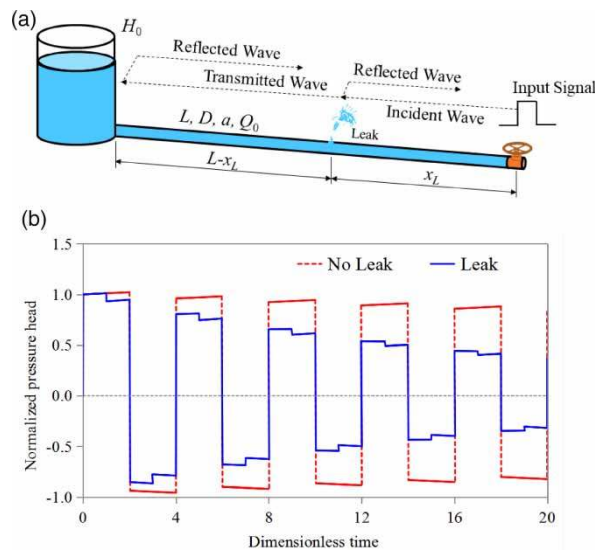 (a)
H₀
Reflected Wave
Transmitted Wave
Reflected Wave
Input Signal
Incident Wave
L, D, a, Q₀
Leak
L-x_L
x_L
(b)
1.5
1.0
0.5
0.0
-0.5
-1.0
No Leak
Leak
Normalized pressure head
0 4 8 12 16 20
Dimensionless time